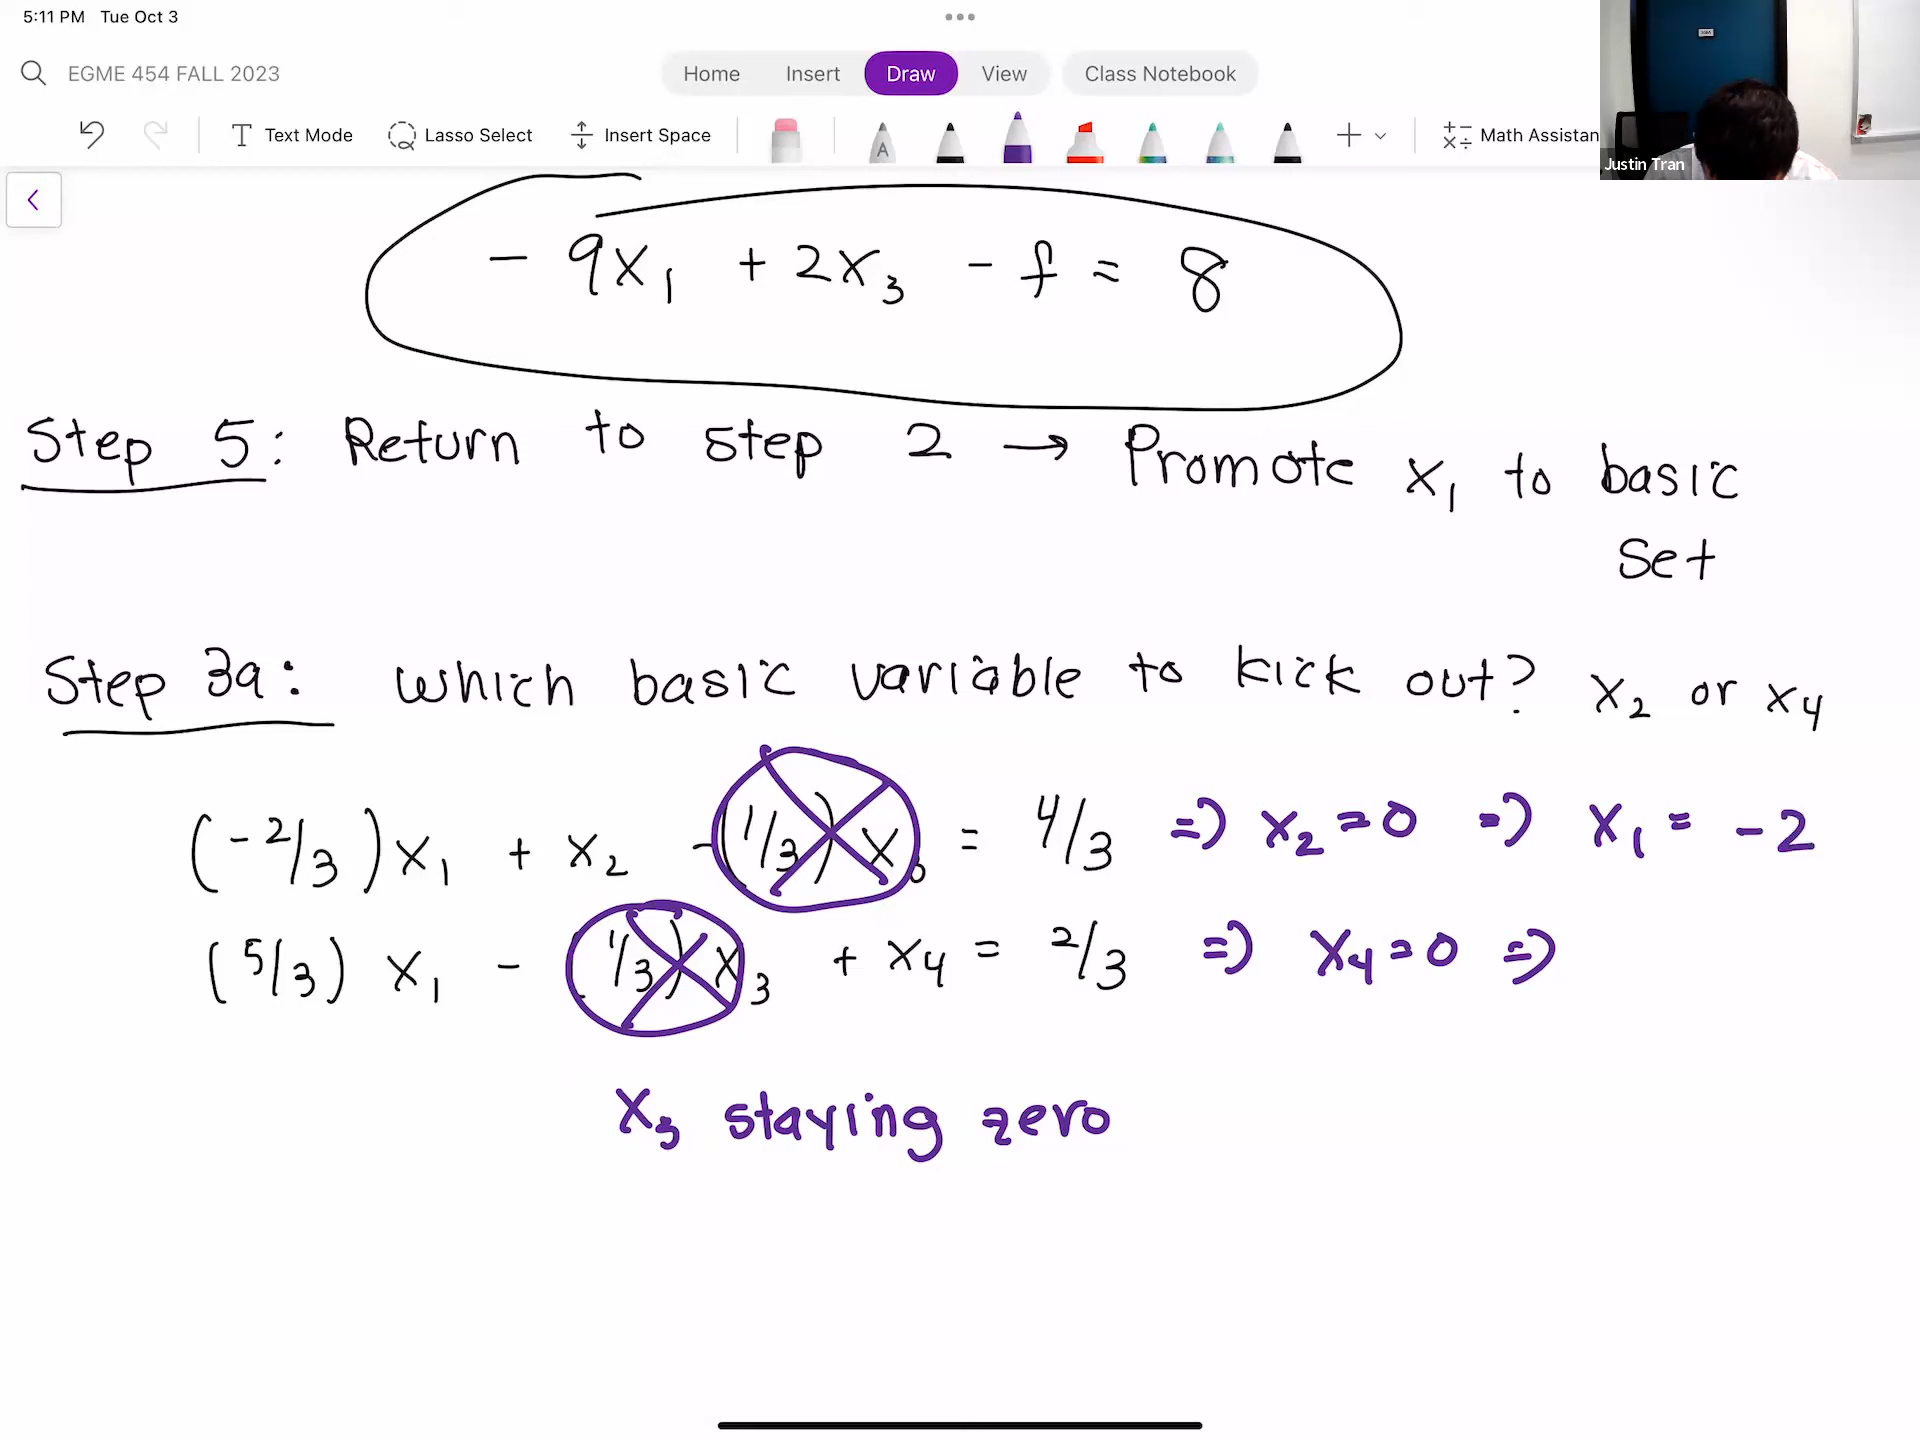 5:11 PM Tue Oct 3
EGME 454 FALL 2023
Home Insert Draw View Class Notebook
Text Mode Lasso Select Insert Space A Math Assistan
Justin Tran
- 9x₁ + 2x₃ - f = 8
Step 5: Return to step 2 → Promote x₁ to basic
set
Step 3a: Which basic variable to kick out? x₂ or x₄
(-2/3)x₁ + x₂ - (1/3)x₃ = 4/3 => x₂ = 0 => x₁ = -2
(5/3) x₁ - (1/3)x₃ + x₄ = 2/3 => x₄ = 0 =>
x₃ staying zero